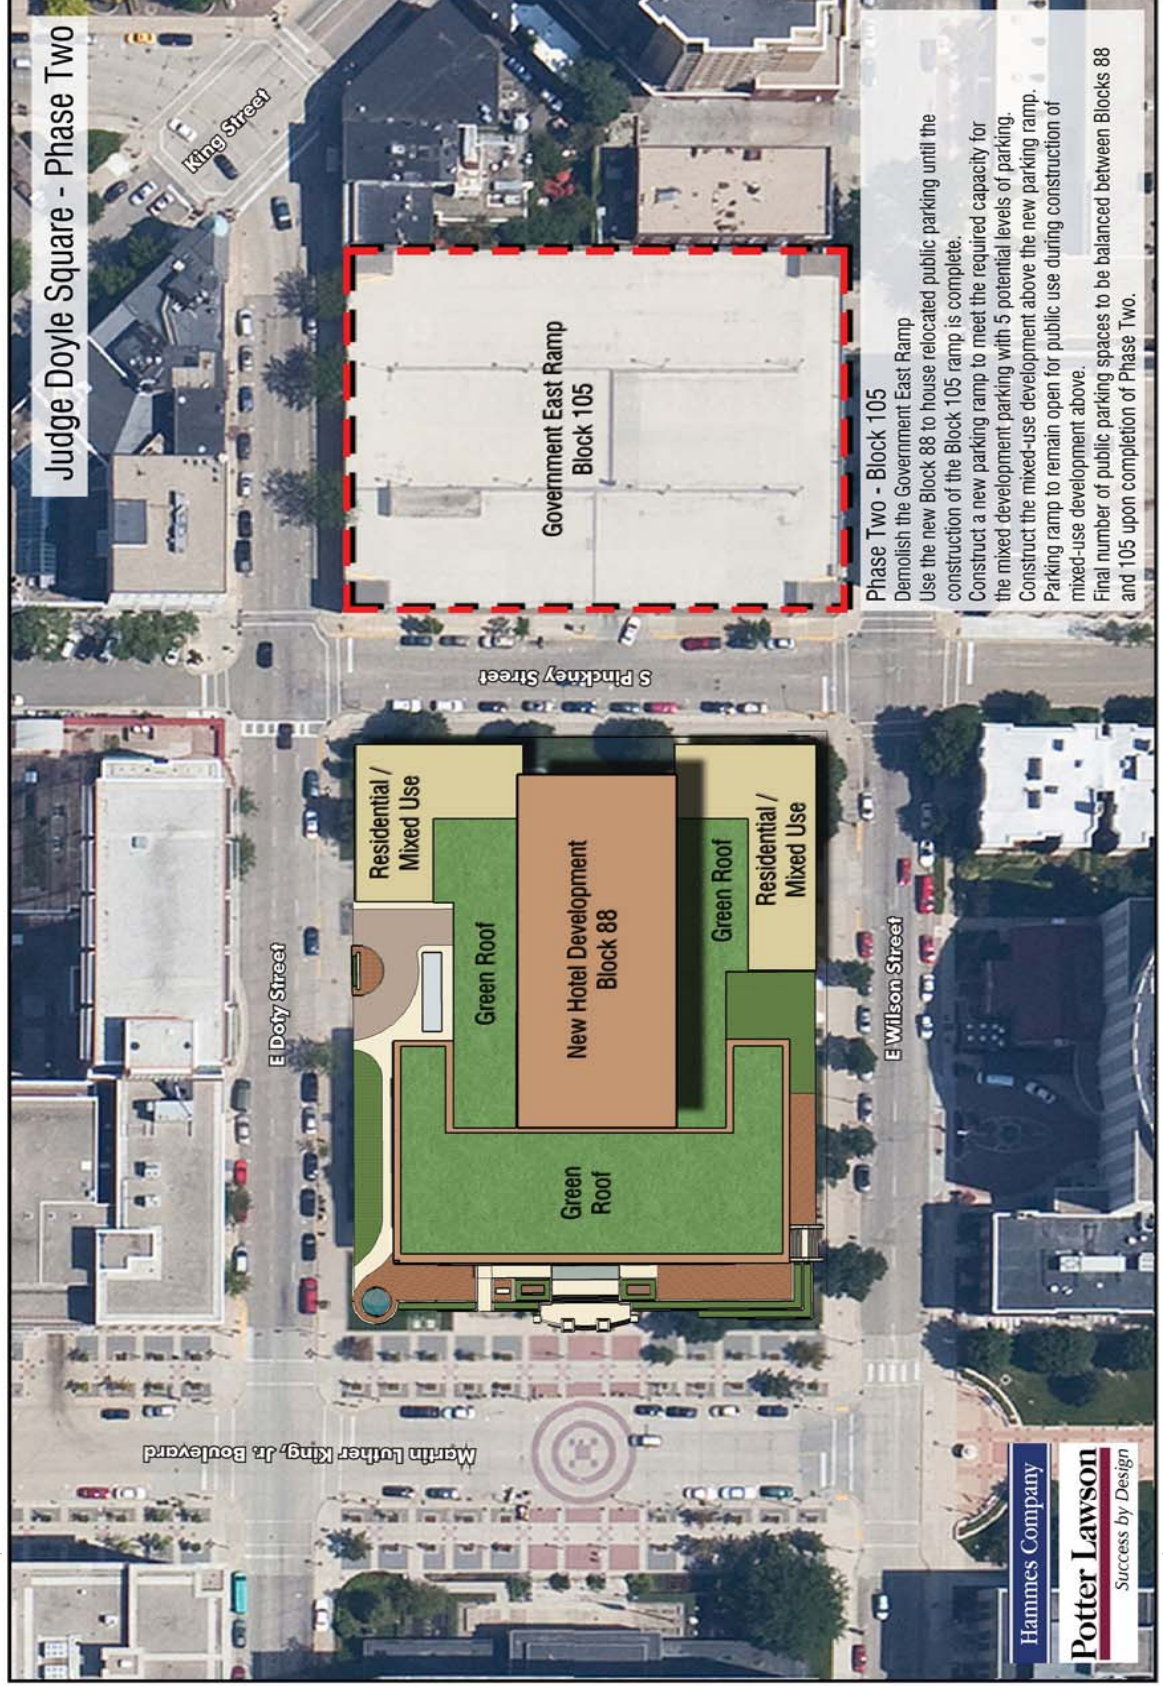 Judge Doyle Square - Phase Two
King Street
E Doty Street
Martin Luther King, Jr. Boulevard
S Pinckney Street
E Wilson Street
Green
Roof
Green Roof
New Hotel Development
Block 88
Green Roof
Residential /
Mixed Use
Residential /
Mixed Use
Government East Ramp
Block 105
Phase Two - Block 105
Demolish the Government East Ramp
Use the new Block 88 to house relocated public parking until the
construction of the Block 105 ramp is complete.
Construct a new parking ramp to meet the required capacity for
the mixed development parking with 5 potential levels of parking.
Construct the mixed-use development above the new parking ramp.
Parking ramp to remain open for public use during construction of
mixed-use development above.
Final number of public parking spaces to be balanced between Blocks 88
and 105 upon completion of Phase Two.
Hammes Company
Potter Lawson
Success by Design